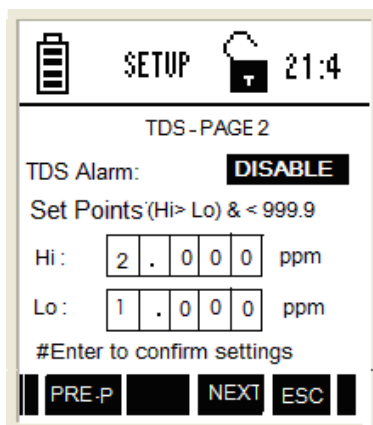 SETUP 21:4
TDS - PAGE 2
TDS Alarm: DISABLE
Set Points (Hi> Lo) & < 999.9
Hi : 2 . 0 0 0 ppm
Lo : 1 . 0 0 0 ppm
#Enter to confirm settings
PRE-P NEXT ESC